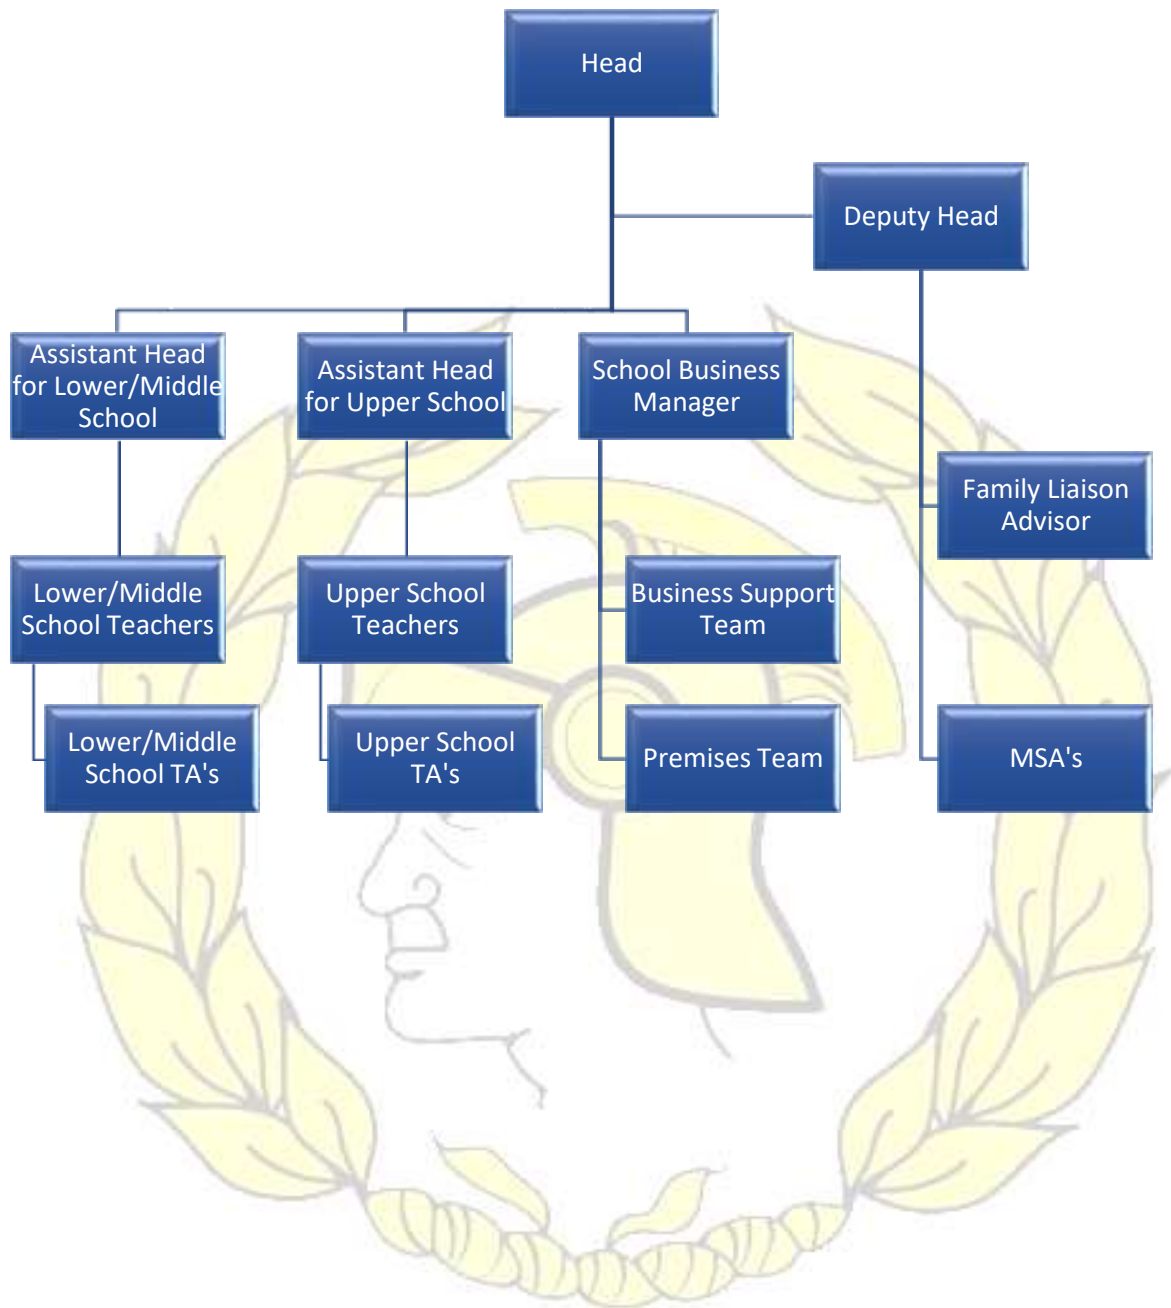 Head
Deputy Head
Assistant Head
for Lower/Middle
School
Assistant Head
for Upper School
School Business
Manager
Family Liaison
Advisor
Lower/Middle
School Teachers
Upper School
Teachers
Business Support
Team
Lower/Middle
School TA's
Upper School
TA's
Premises Team
MSA's